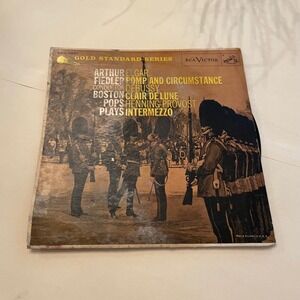 GOLD STANDARD SERIES
RCA VICTOR
ARTHUR ELGAR
FIEDLER POMP AND CIRCUMSTANCE
CONDUCTOR DEBUSSY
BOSTON CLAIR DE LUNE
POPS HENNING-PROVOST
PLAYS INTERMEZZO